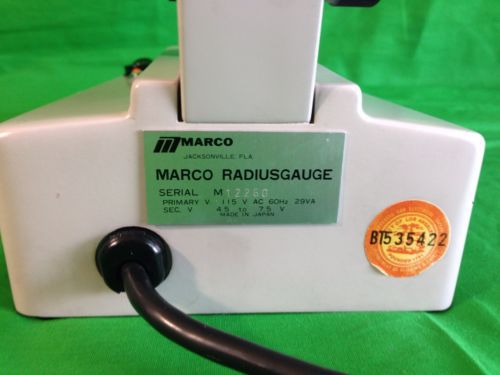 MARCO
JACKSONVILLE, FLA.
MARCO RADIUSGAUGE
SERIAL M 12260
PRIMARY V. 115 V AC 60Hz 29VA
SEC. V 4.5 to 7.5 V
MADE IN JAPAN
BT535422